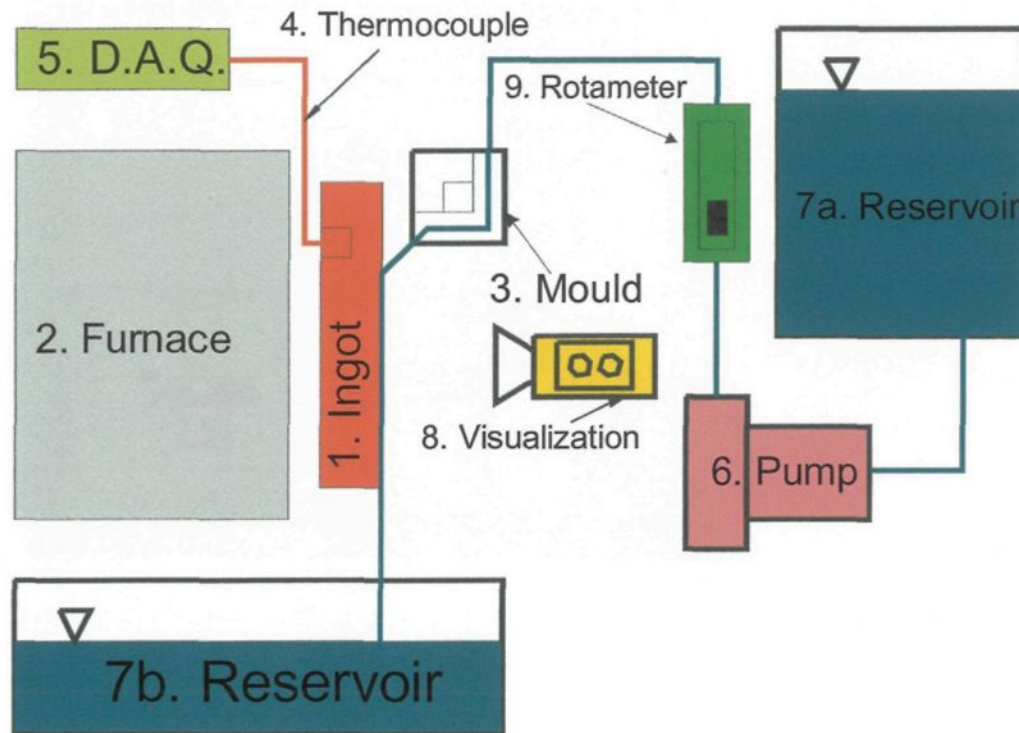 4. Thermocouple
5. D.A.Q.
9. Rotameter
7a. Reservoir
3. Mould
2. Furnace
1. Ingot
8. Visualization
6. Pump
7b. Reservoir